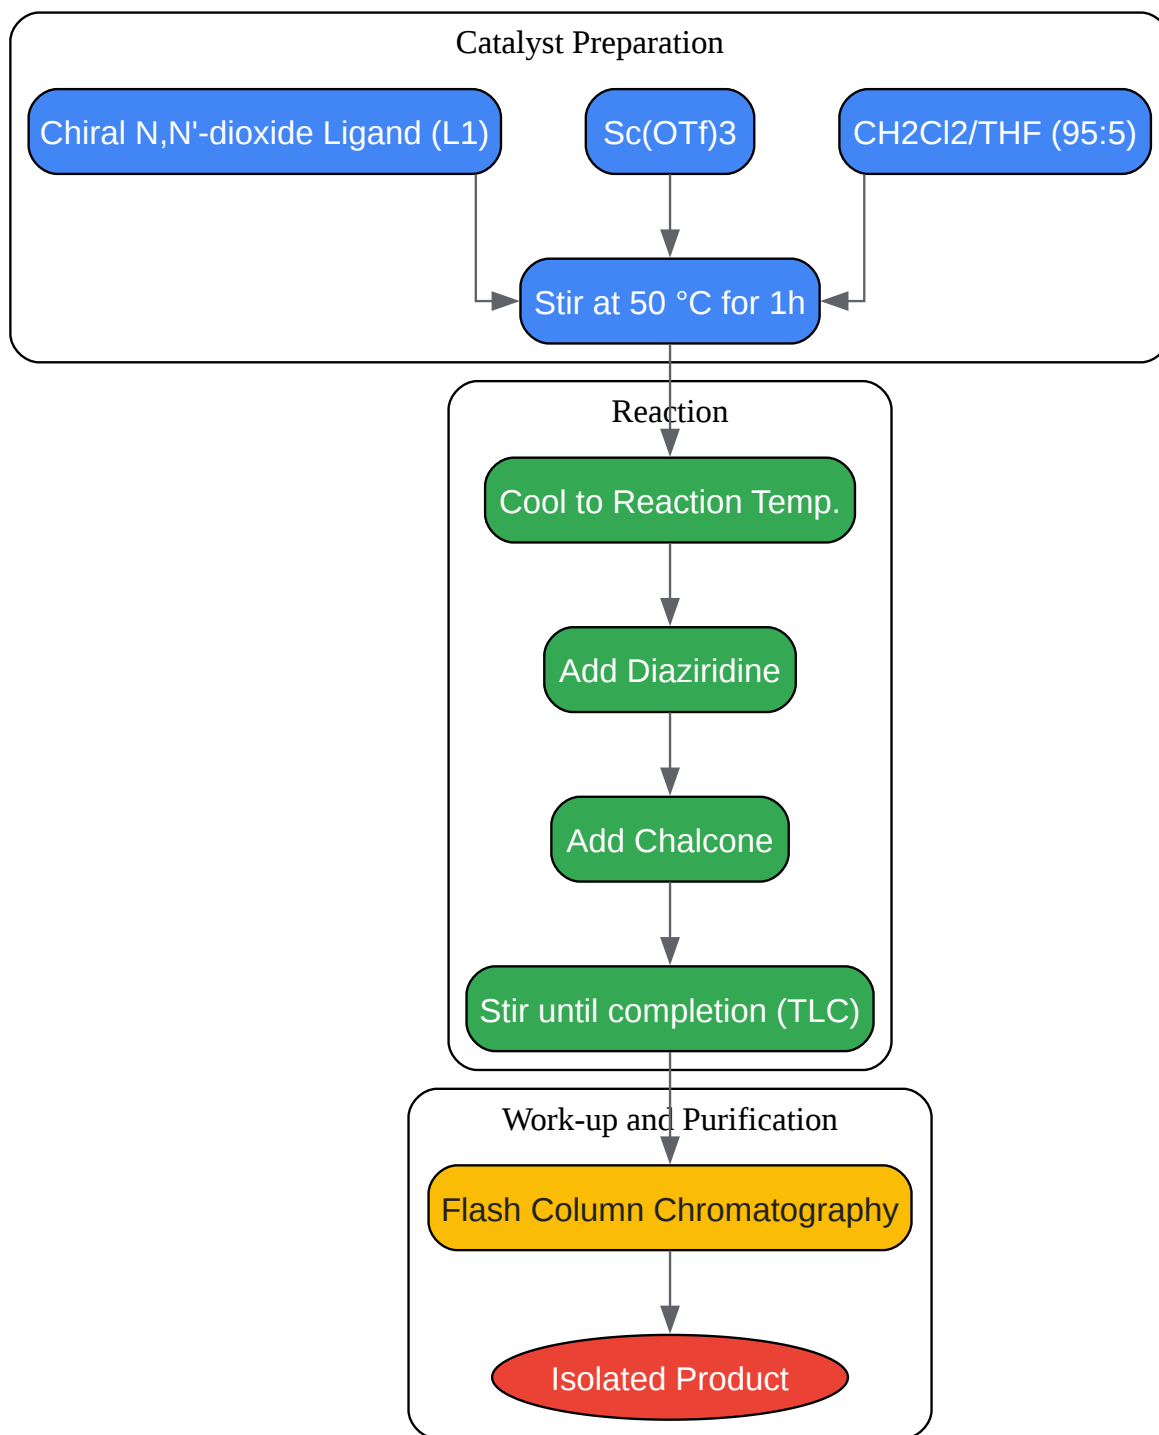 Catalyst Preparation
Chiral N,N'-dioxide Ligand (L1)
Sc(OTf)3
CH2Cl2/THF (95:5)
Stir at 50 °C for 1h
Reaction
Cool to Reaction Temp.
Add Diaziridine
Add Chalcone
Stir until completion (TLC)
Work-up and Purification
Flash Column Chromatography
Isolated Product